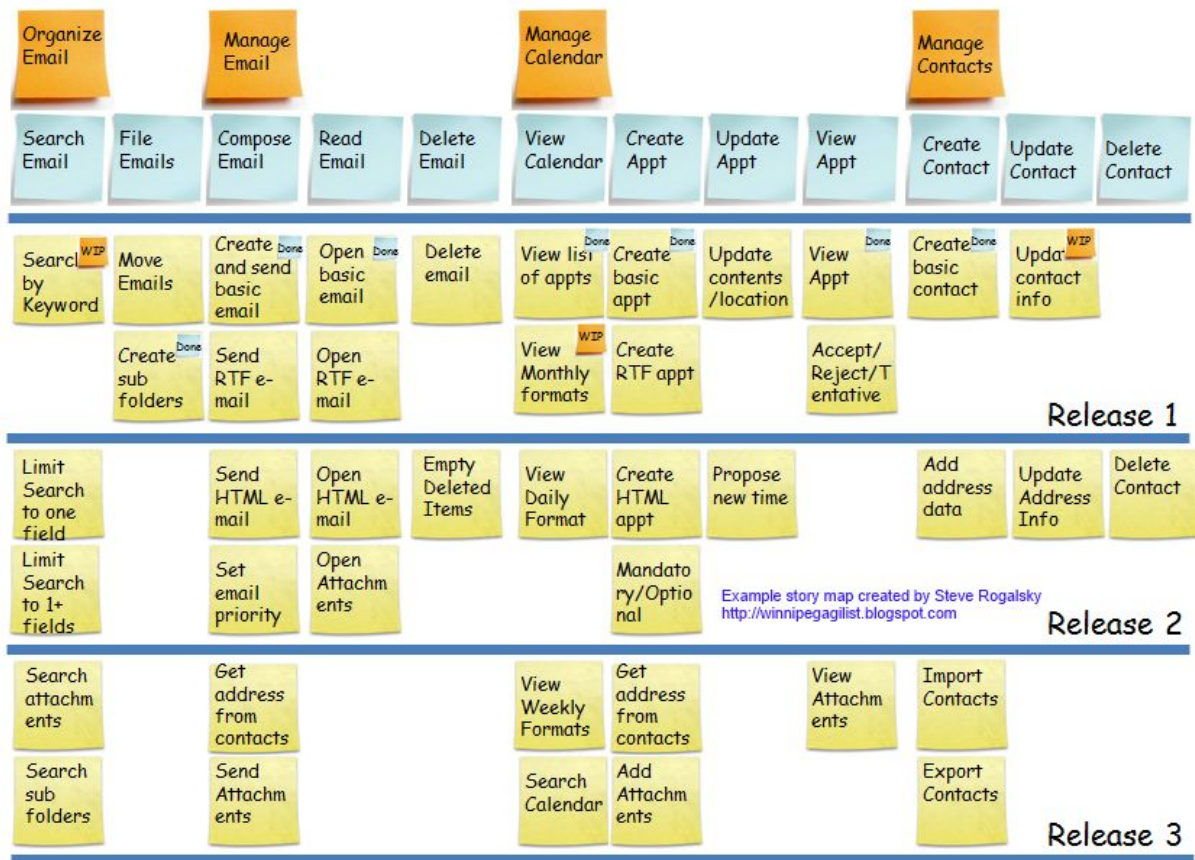 Organize
Email
Manage
Email
Manage
Calendar
Manage
Contacts
Search
Email
File
Emails
Compose
Email
Read
Email
Delete
Email
View
Calendar
Create
Appt
Update
Appt
View
Appt
Create
Contact
Update
Contact
Delete
Contact
Search
by
Keyword
WIP
Move
Emails
Create
and send
basic
email
Done
Open
basic
email
Done
Delete
email
View list
of appts
Done
Create
basic
appt
Done
Update
contents
/location
View
Appt
Done
Create
basic
contact
Done
Updat
contact
info
WIP
Create
sub
folders
Done
Send
RTF e-
mail
Open
RTF e-
mail
View
Monthly
formats
WIP
Create
RTF appt
Accept/
Reject/T
entative
Release 1
Limit
Search
to one
field
Send
HTML e-
mail
Open
HTML e-
mail
Empty
Deleted
Items
View
Daily
Format
Create
HTML
appt
Propose
new time
Add
address
data
Update
Address
Info
Delete
Contact
Limit
Search
to 1+
fields
Set
email
priority
Open
Attachm
ents
Mandato
ry/Optio
nal
Example story map created by Steve Rogalsky
http://winnipegagilist.blogspot.com
Release 2
Search
attachm
ents
Get
address
from
contacts
View
Weekly
Formats
Get
address
from
contacts
View
Attachm
ents
Import
Contacts
Search
sub
folders
Send
Attachm
ents
Search
Calendar
Add
Attachm
ents
Export
Contacts
Release 3